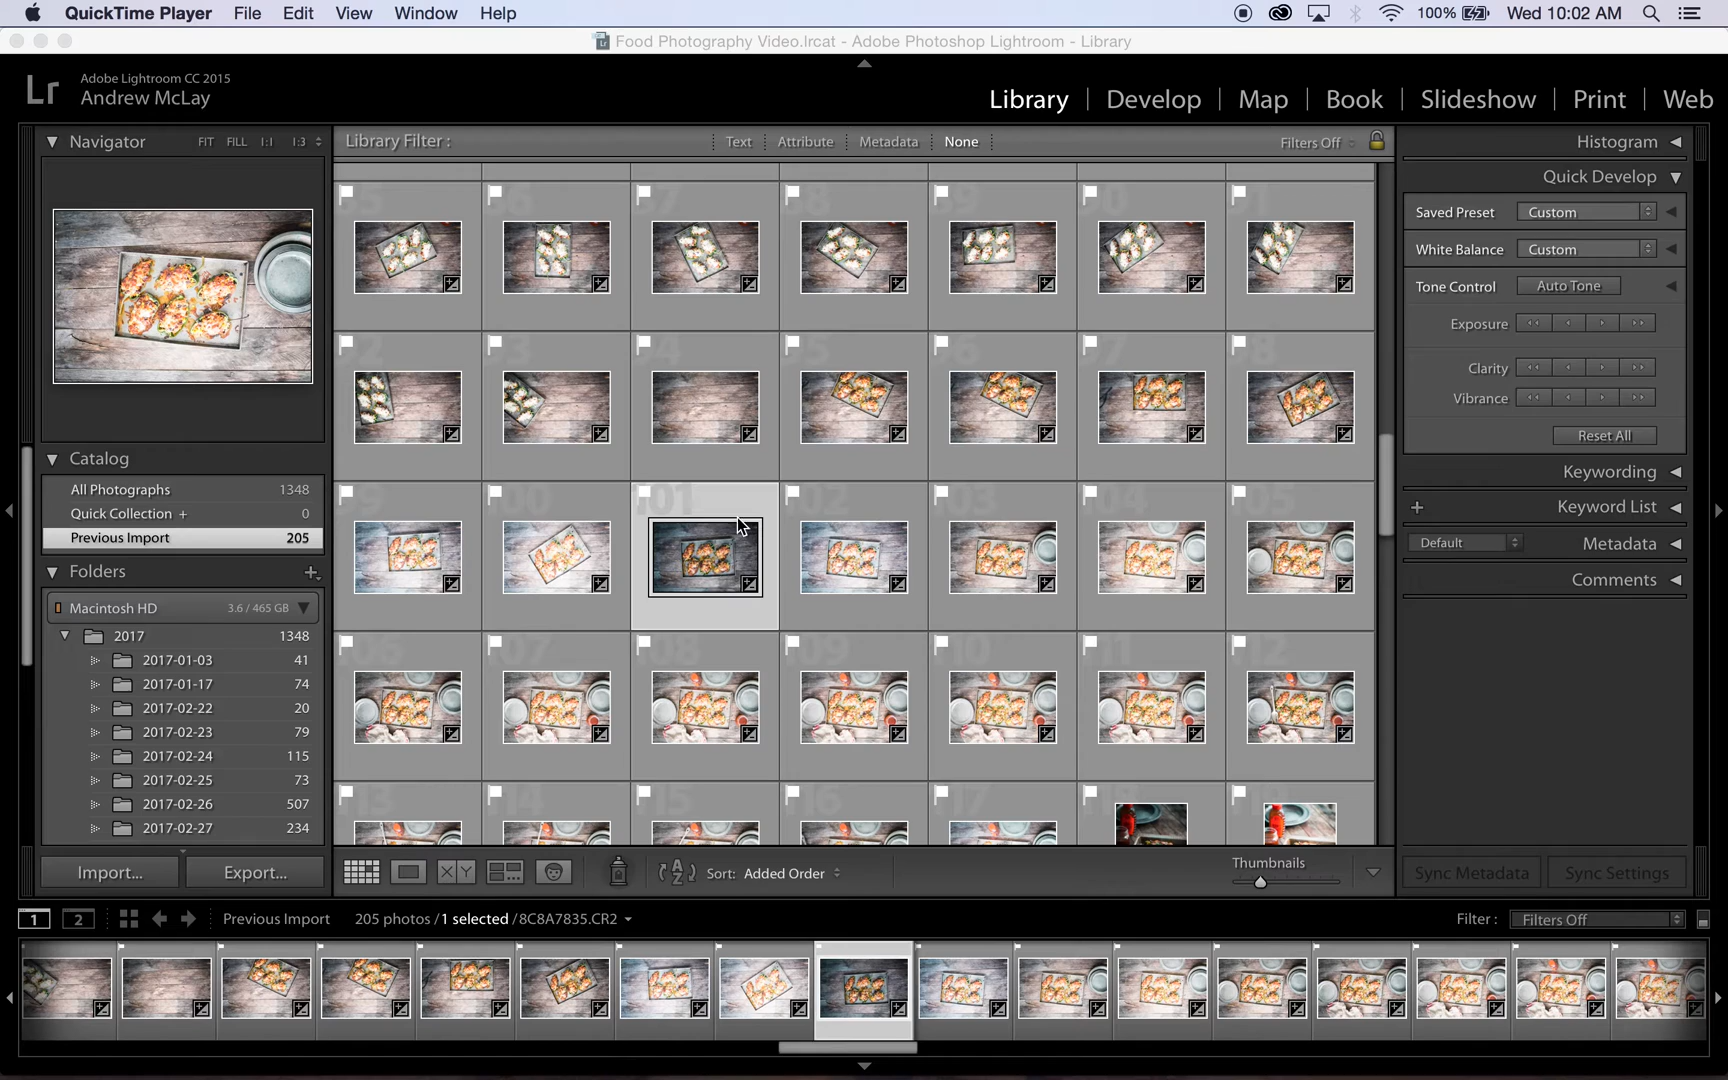 QuickTime Player File Edit View Window Help 100% Wed 10:02 AM
Food Photography Video.lrcat - Adobe Photoshop Lightroom - Library
Lr
Adobe Lightroom CC 2015
Andrew McLay
Library | Develop | Map | Book | Slideshow | Print | Web
Navigator FIT FILL 1:1 1:3
Library Filter : Text Attribute Metadata None Filters Off
Histogram
Quick Develop
Saved Preset Custom
White Balance Custom
Tone Control Auto Tone
Exposure
Clarity
Vibrance
Reset All
Keywording
Keyword List
Default Metadata
Comments
Catalog
All Photographs 1348
Quick Collection + 0
Previous Import 205
Folders
Macintosh HD 3.6 / 465 GB
2017 1348
2017-01-03 41
2017-01-17 74
2017-02-22 20
2017-02-23 79
2017-02-24 115
2017-02-25 73
2017-02-26 507
2017-02-27 234
101 102 103 104
Import... Export...
XY
Sort: Added Order
Thumbnails
Sync Metadata Sync Settings
1 2 Previous Import 205 photos / 1 selected / 8C8A7835.CR2
Filter : Filters Off